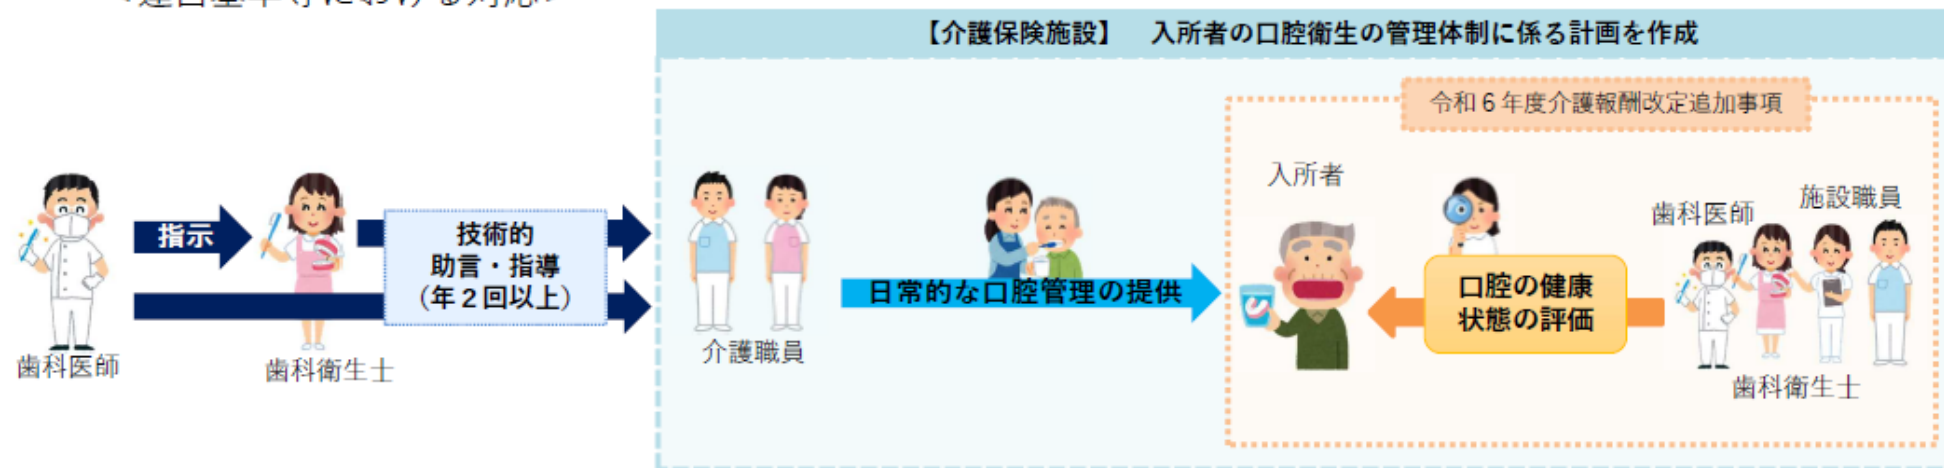 【介護保険施設】　入所者の口腔衛生の管理体制に係る計画を作成
令和６年度介護報酬改定追加事項
指示
技術的
助言・指導
（年２回以上）
歯科医師
歯科衛生士
介護職員
日常的な口腔管理の提供
入所者
口腔の健康
状態の評価
歯科医師
施設職員
歯科衛生士